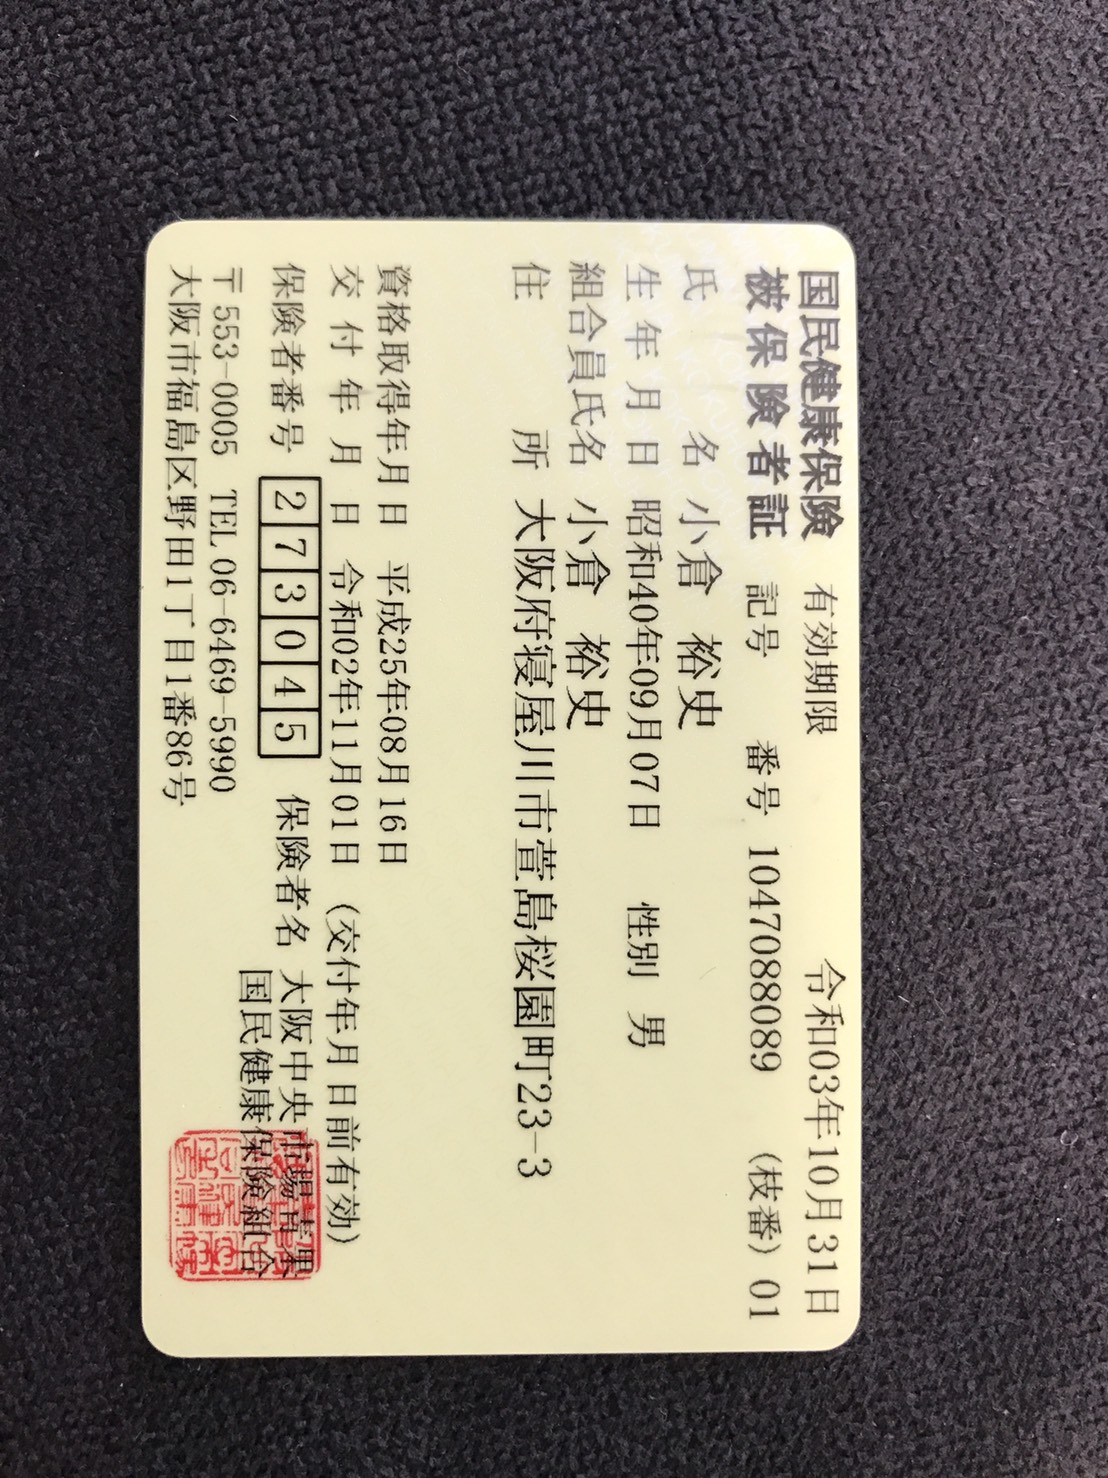 国民健康保険 有効期限 令和03年10月31日
被保険者証 記号 番号 1047088089 (枝番) 01
氏名 小倉 裕史
生年月日 昭和40年09月07日 性別 男
組合員氏名 小倉 裕史
住所 大阪府寝屋川市萱島桜園町23-3
資格取得年月日 平成25年08月16日
交付年月日 令和02年11月01日 (交付年月日前有効)
保険者番号 273045 保険者名 大阪中央市場青果
国民健康保険組合
〒553-0005 TEL 06-6469-5990
大阪市福島区野田1丁目1番86号